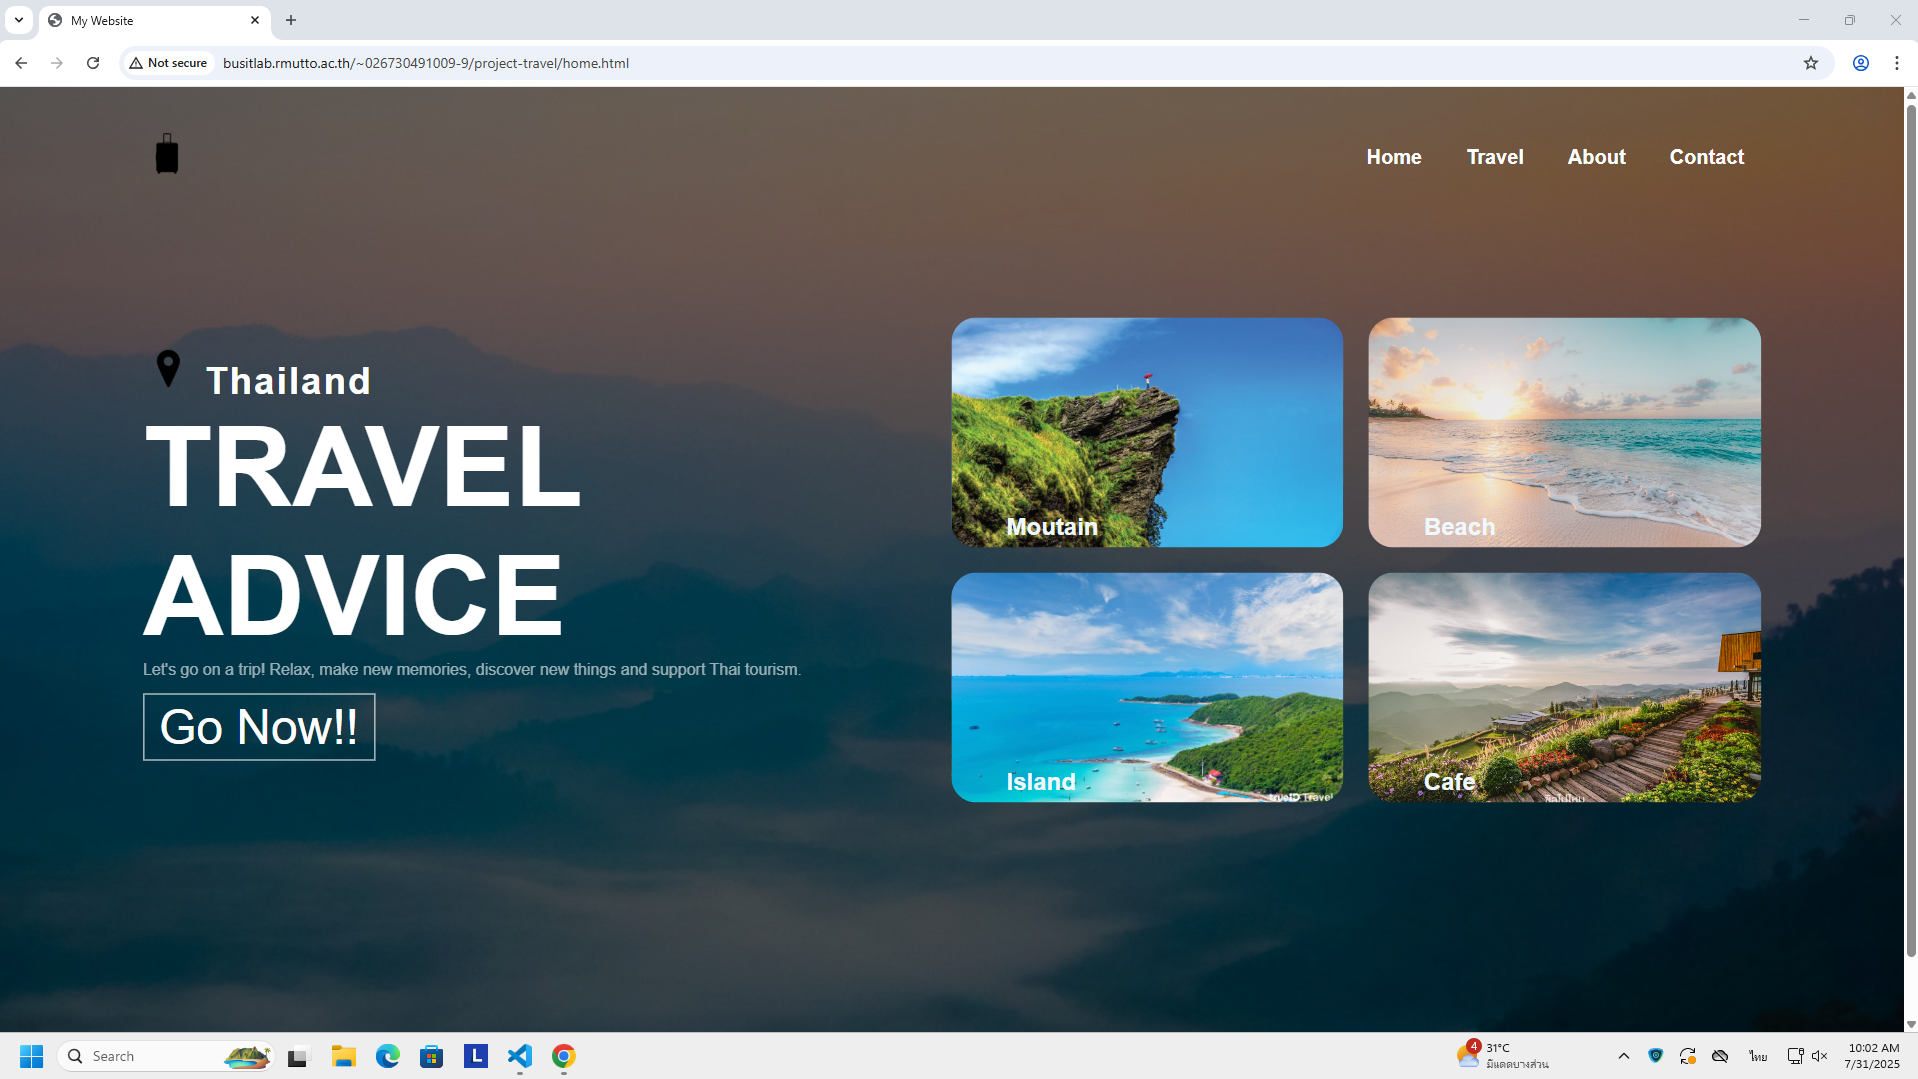 My Website
Not secure
busitlab.rmutto.ac.th/~026730491009-9/project-travel/home.html
Home
Travel
About
Contact
Thailand
TRAVEL
ADVICE
Let's go on a trip! Relax, make new memories, discover new things and support Thai tourism.
Go Now!!
Moutain
Beach
Island
trueID Travel
Cafe
Search
L
4
31°C
มีแดดบางส่วน
ไทย
10:02 AM
7/31/2025